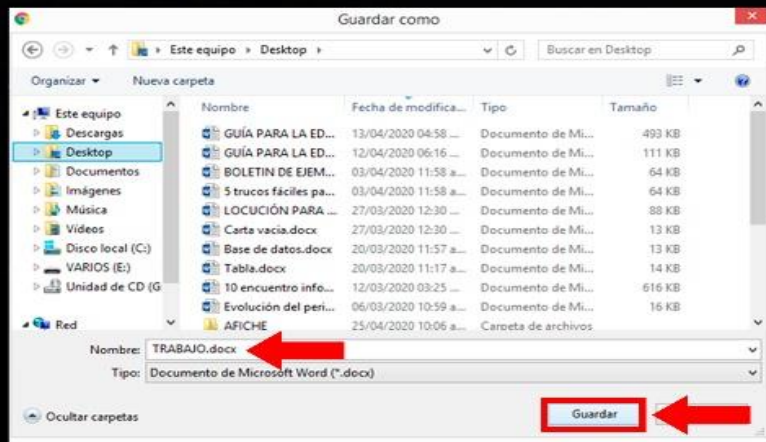 Guardar como
Este equipo Desktop
Buscar en Desktop
Organizar Nueva carpeta
Nombre Fecha de modifica... Tipo Tamaño
Este equipo
Descargas
Desktop
Documentos
Imágenes
Música
Vídeos
Disco local (C:)
VARIOS (E:)
Unidad de CD (G
Red
GUÍA PARA LA ED... 13/04/2020 04:58 ... Documento de Mi... 493 KB
GUÍA PARA LA ED... 12/04/2020 06:16 ... Documento de Mi... 111 KB
BOLETIN DE EJEM... 03/04/2020 11:58 a... Documento de Mi... 64 KB
5 trucos fáciles pa... 03/04/2020 11:58 a... Documento de Mi... 64 KB
LOCUCIÓN PARA ... 27/03/2020 12:30 ... Documento de Mi... 88 KB
Carta vacia.docx 27/03/2020 12:30 ... Documento de Mi... 13 KB
Base de datos.docx 20/03/2020 11:57 a... Documento de Mi... 13 KB
Tabla.docx 20/03/2020 11:17 a... Documento de Mi... 14 KB
10 encuentro info... 12/03/2020 03:25 ... Documento de Mi... 616 KB
Evolución del peri... 06/03/2020 10:59 a... Documento de Mi... 16 KB
AFICHE 25/04/2020 10:06 a... Carpeta de archivos
Nombre: TRABAJO.docx
Tipo: Documento de Microsoft Word (*.docx)
Ocultar carpetas
Guardar